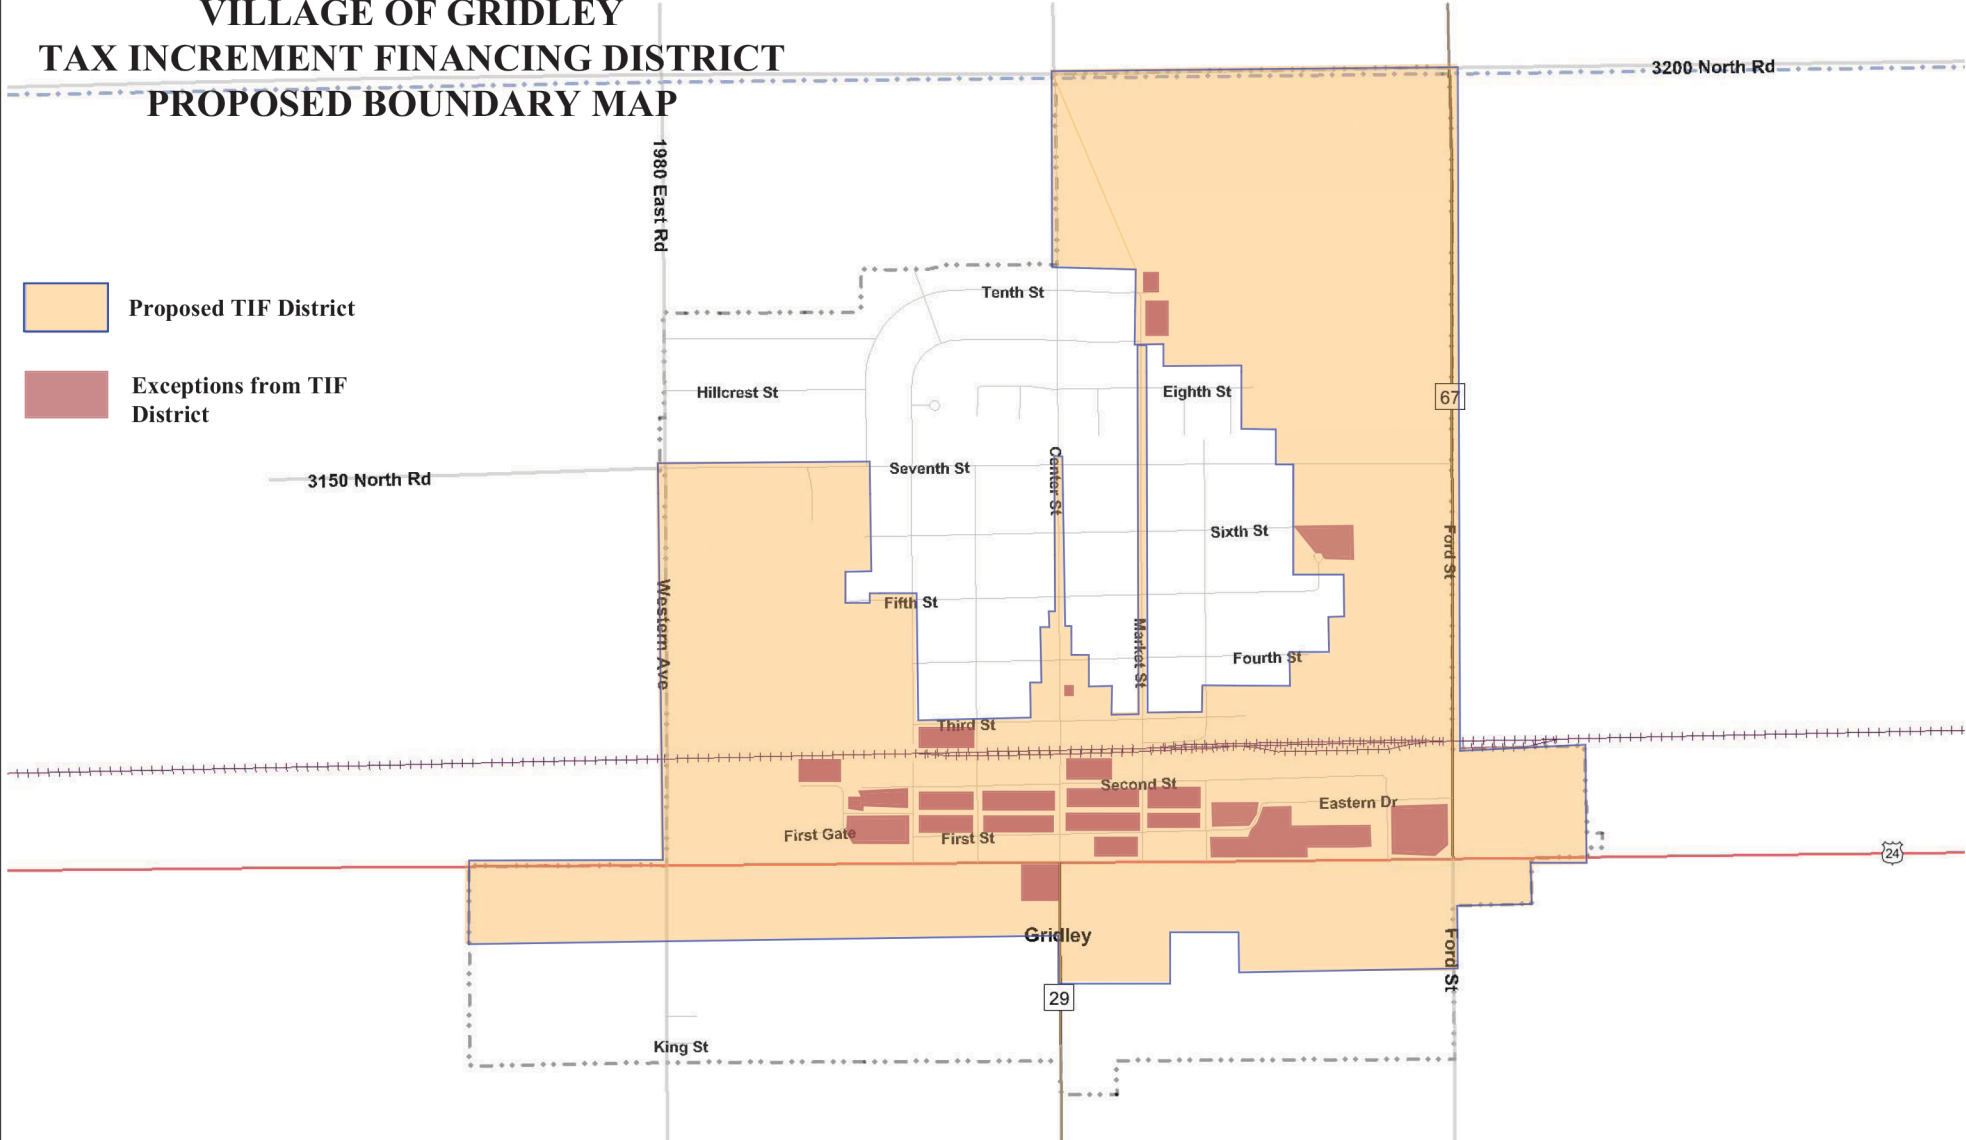 VILLAGE OF GRIDLEY
TAX INCREMENT FINANCING DISTRICT
PROPOSED BOUNDARY MAP
3200 North Rd
1980 East Rd
Proposed TIF District
Exceptions from TIF
District
Tenth St
Hillcrest St
Eighth St
67
Seventh St
Center St
3150 North Rd
Sixth St
Ford St
Western Ave
Fifth St
Market St
Fourth St
Third St
Second St
Eastern Dr
First Gate
First St
24
Gridley
Ford St
29
King St